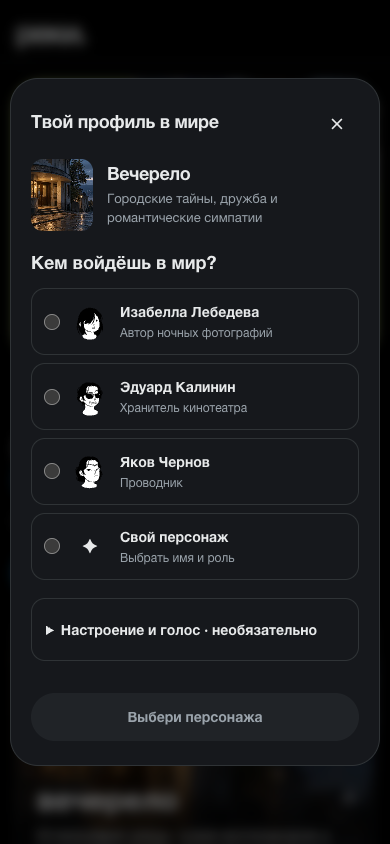 Твой профиль в мире
Вечерело
Городские тайны, дружба и
романтические симпатии
Кем войдёшь в мир?
Изабелла Лебедева
Автор ночных фотографий
Эдуард Калинин
Хранитель кинотеатра
Яков Чернов
Проводник
Свой персонаж
Выбрать имя и роль
Настроение и голос · необязательно
Выбери персонажа